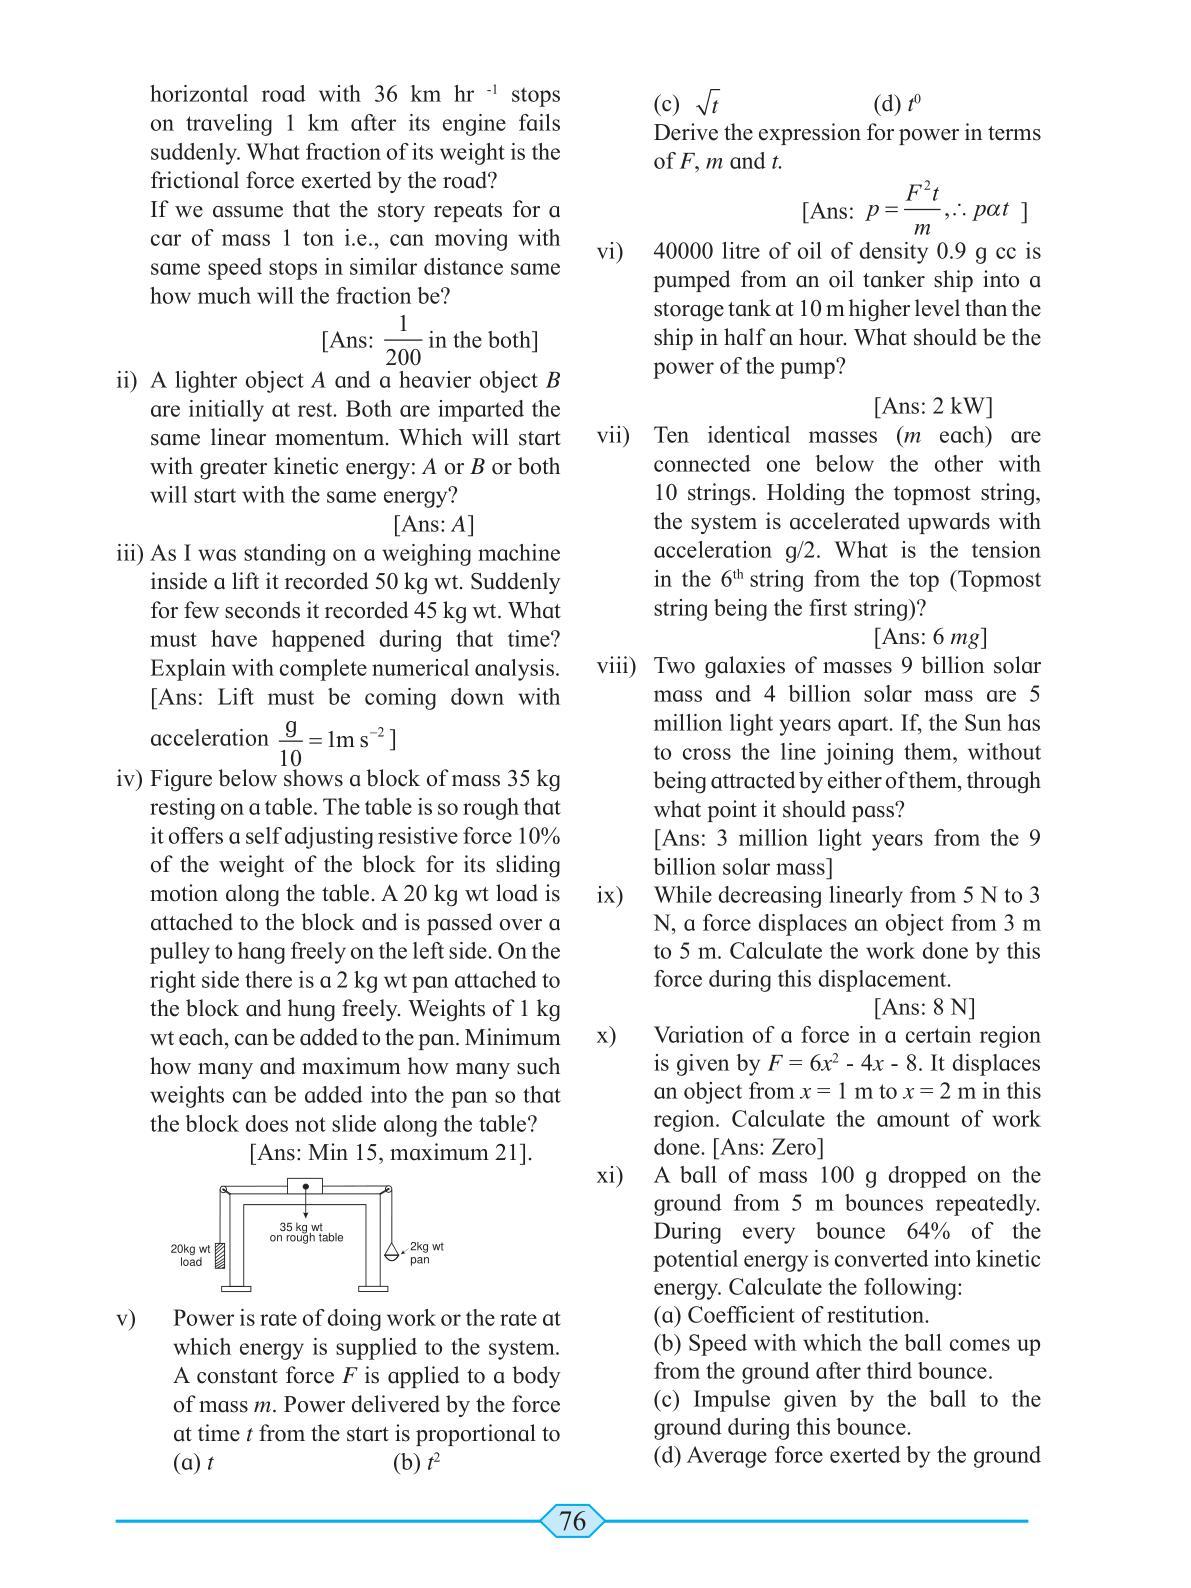 horizontal road with 36 km hr -1 stops
on traveling 1 km after its engine fails
suddenly. What fraction of its weight is the
frictional force exerted by the road?
If we assume that the story repeats for a
car of mass 1 ton i.e., can moving with
same speed stops in similar distance same
how much will the fraction be?
[Ans: 1/200 in the both]
ii) A lighter object A and a heavier object B
are initially at rest. Both are imparted the
same linear momentum. Which will start
with greater kinetic energy: A or B or both
will start with the same energy?
[Ans: A]
iii) As I was standing on a weighing machine
inside a lift it recorded 50 kg wt. Suddenly
for few seconds it recorded 45 kg wt. What
must have happened during that time?
Explain with complete numerical analysis.
[Ans: Lift must be coming down with
acceleration g/10 = 1m s⁻² ]
iv) Figure below shows a block of mass 35 kg
resting on a table. The table is so rough that
it offers a self adjusting resistive force 10%
of the weight of the block for its sliding
motion along the table. A 20 kg wt load is
attached to the block and is passed over a
pulley to hang freely on the left side. On the
right side there is a 2 kg wt pan attached to
the block and hung freely. Weights of 1 kg
wt each, can be added to the pan. Minimum
how many and maximum how many such
weights can be added into the pan so that
the block does not slide along the table?
[Ans: Min 15, maximum 21].
35 kg wt
on rough table
20kg wt
load
2kg wt
pan
v) Power is rate of doing work or the rate at
which energy is supplied to the system.
A constant force F is applied to a body
of mass m. Power delivered by the force
at time t from the start is proportional to
(a) t (b) t²
(c) √t (d) t⁰
Derive the expression for power in terms
of F, m and t.
[Ans: p = F²t/m, ∴ pαt ]
vi) 40000 litre of oil of density 0.9 g cc is
pumped from an oil tanker ship into a
storage tank at 10 m higher level than the
ship in half an hour. What should be the
power of the pump?
[Ans: 2 kW]
vii) Ten identical masses (m each) are
connected one below the other with
10 strings. Holding the topmost string,
the system is accelerated upwards with
acceleration g/2. What is the tension
in the 6th string from the top (Topmost
string being the first string)?
[Ans: 6 mg]
viii) Two galaxies of masses 9 billion solar
mass and 4 billion solar mass are 5
million light years apart. If, the Sun has
to cross the line joining them, without
being attracted by either of them, through
what point it should pass?
[Ans: 3 million light years from the 9
billion solar mass]
ix) While decreasing linearly from 5 N to 3
N, a force displaces an object from 3 m
to 5 m. Calculate the work done by this
force during this displacement.
[Ans: 8 N]
x) Variation of a force in a certain region
is given by F = 6x² - 4x - 8. It displaces
an object from x = 1 m to x = 2 m in this
region. Calculate the amount of work
done. [Ans: Zero]
xi) A ball of mass 100 g dropped on the
ground from 5 m bounces repeatedly.
During every bounce 64% of the
potential energy is converted into kinetic
energy. Calculate the following:
(a) Coefficient of restitution.
(b) Speed with which the ball comes up
from the ground after third bounce.
(c) Impulse given by the ball to the
ground during this bounce.
(d) Average force exerted by the ground
76